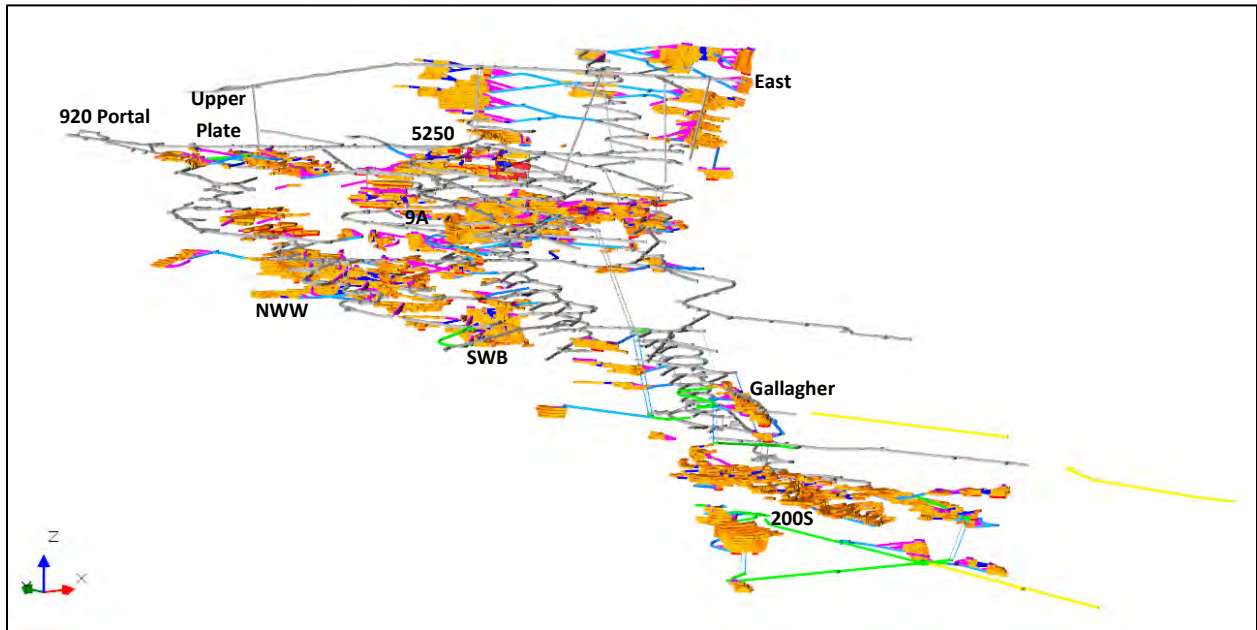 East
920 Portal
Upper
Plate
5250
9A
NWW
SWB
Gallagher
200S
Z
X